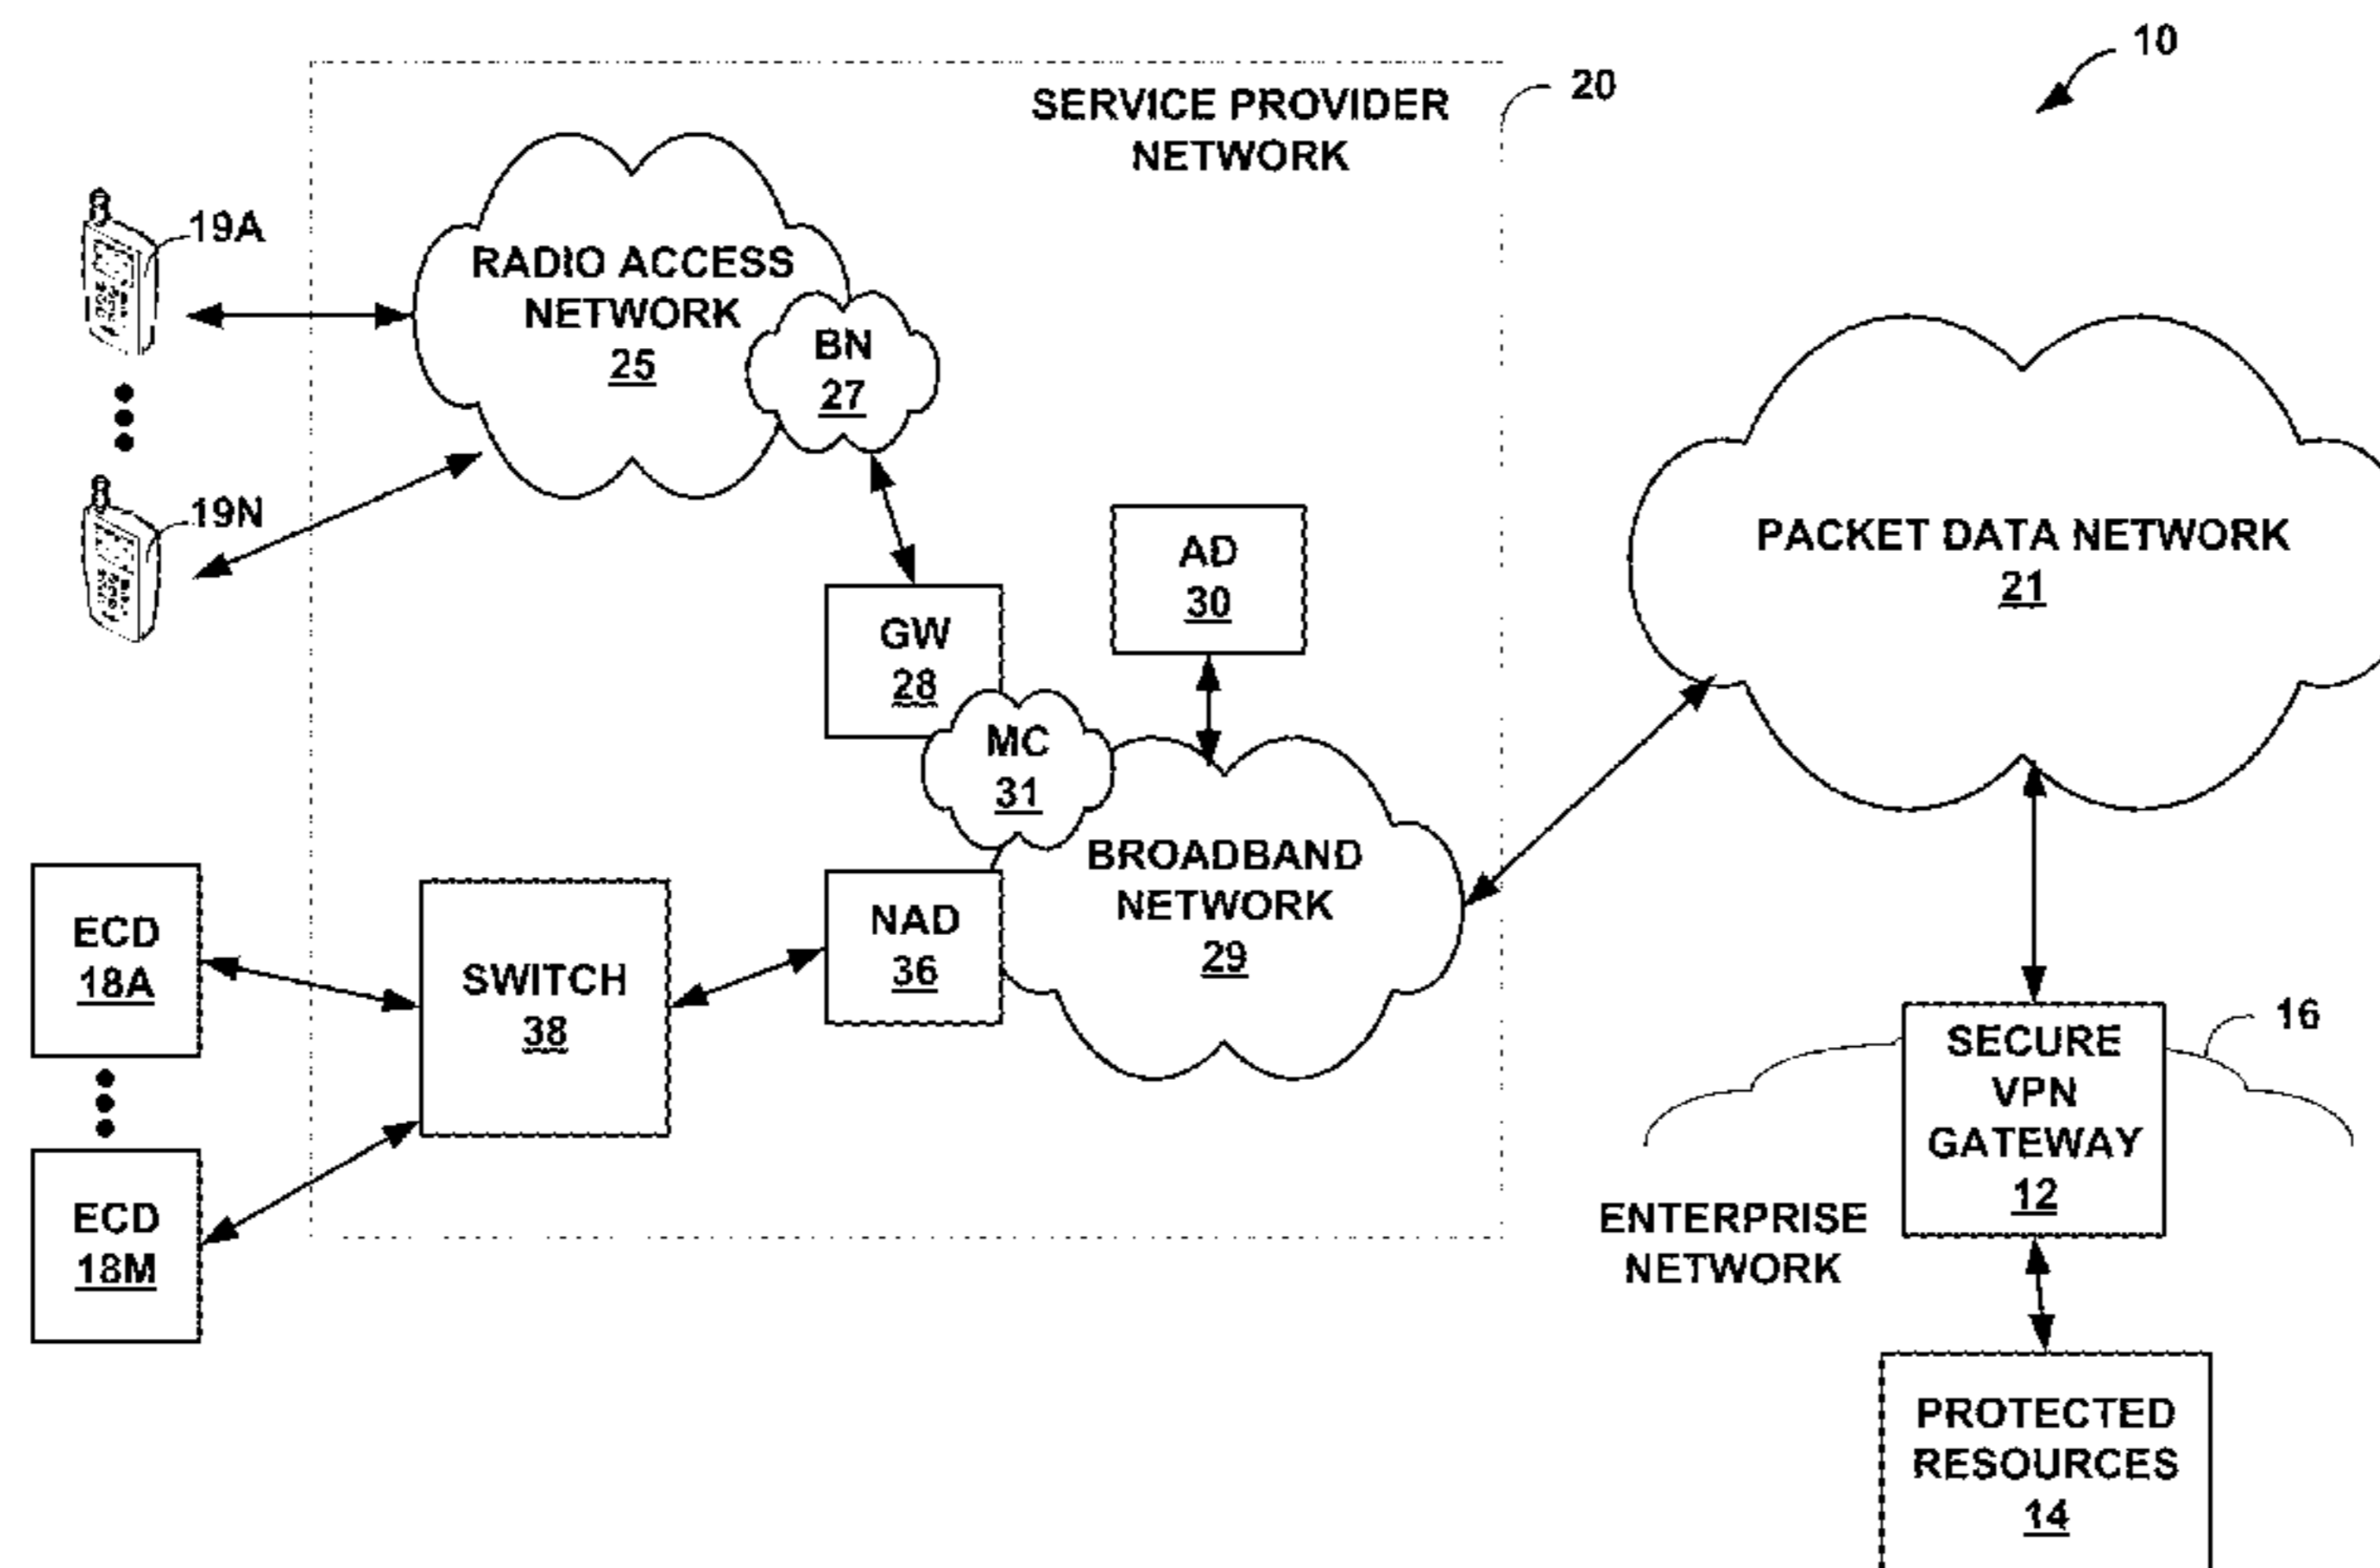 10
SERVICE PROVIDER
NETWORK
20
19A
RADIO ACCESS
NETWORK
25
BN
27
19N
PACKET DATA NETWORK
21
AD
30
GW
28
MC
31
BROADBAND
NETWORK
29
ECD
18A
SWITCH
38
NAD
36
ECD
18M
16
SECURE
VPN
GATEWAY
12
ENTERPRISE
NETWORK
PROTECTED
RESOURCES
14